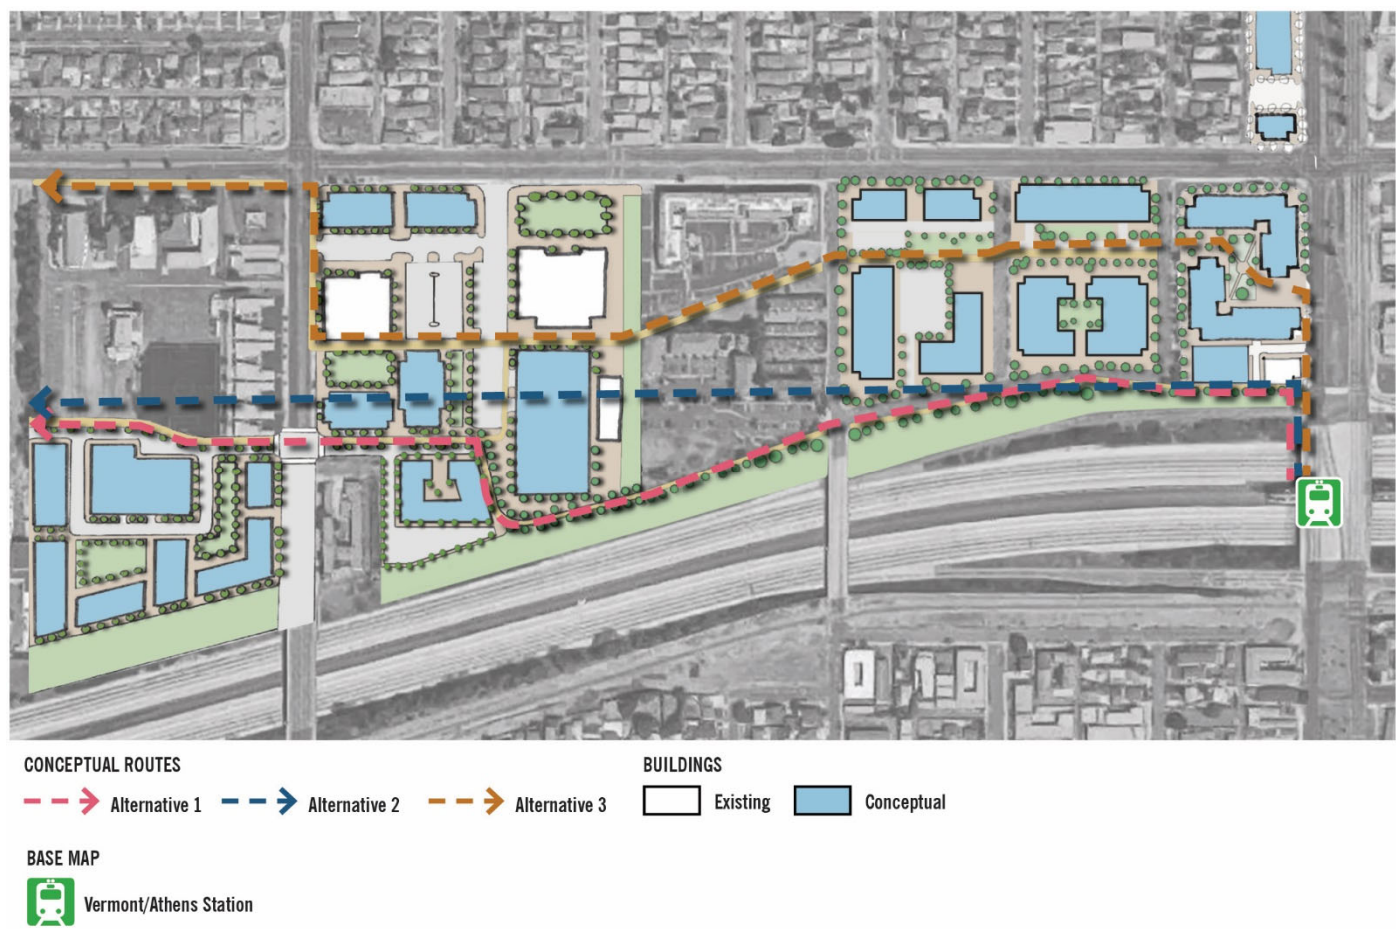 CONCEPTUAL ROUTES
Alternative 1
Alternative 2
Alternative 3
BUILDINGS
Existing
Conceptual
BASE MAP
Vermont/Athens Station